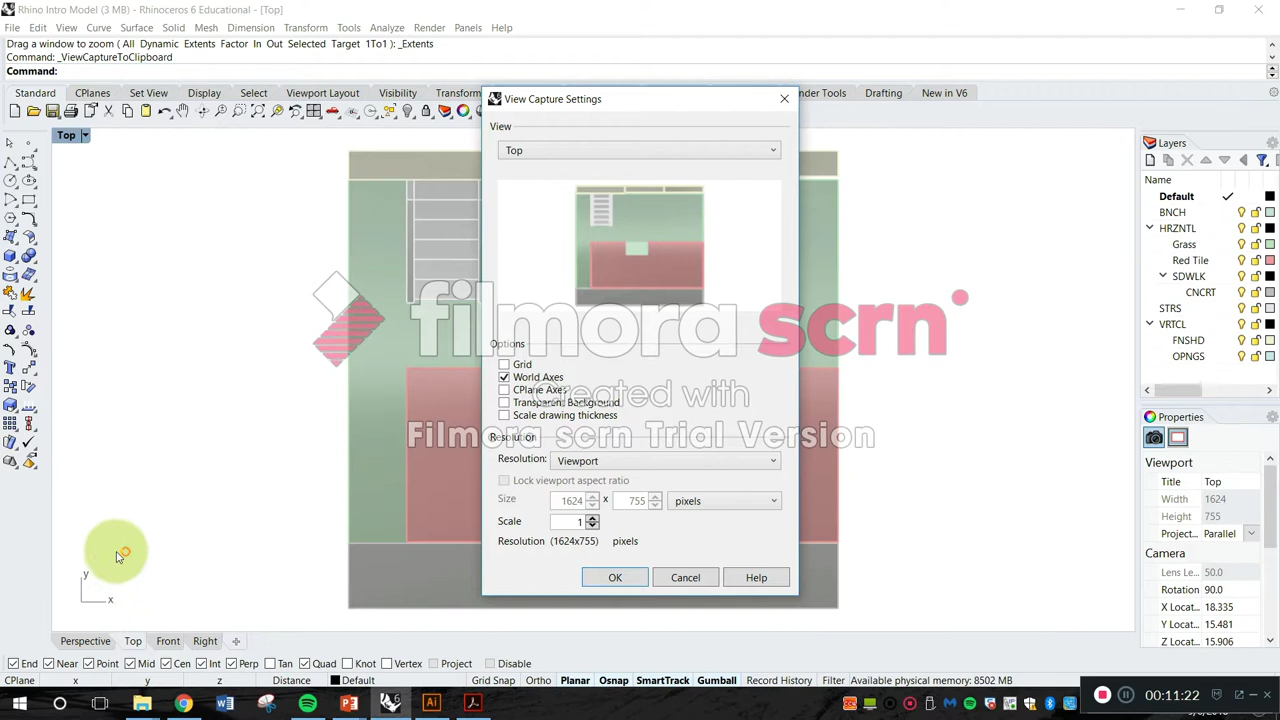 Rhino Intro Model (3 MB) - Rhinoceros 6 Educational - [Top]
File Edit View Curve Surface Solid Mesh Dimension Transform Tools Analyze Render Panels Help
Drag a window to zoom ( All Dynamic Extents Factor In Out Selected Target 1To1 ): _Extents
Command: _ViewCaptureToClipboard
Command:
Standard CPlanes Set View Display Select Viewport Layout Visibility Transform nder Tools Drafting New in V6
Top
View Capture Settings
View
Top
Options
Grid
World Axes
CPlane Axes
Transparent Background
Scale drawing thickness
Resolution
Resolution: Viewport
Lock viewport aspect ratio
Size 1624 x 755 pixels
Scale 1
Resolution (1624x755) pixels
OK Cancel Help
filmora scrn
Created with
Filmora scrn Trial Version
Layers
Name
Default
BNCH
HRZNTL
Grass
Red Tile
SDWLK
CNCRT
STRS
VRTCL
FNSHD
OPNGS
Properties
Viewport
Title Top
Width 1624
Height 755
Project... Parallel
Camera
Lens Le... 50.0
Rotation 90.0
X Locat... 18.335
Y Locat... 15.481
Z Locat... 15.906
y
x
Perspective Top Front Right
End Near Point Mid Cen Int Perp Tan Quad Knot Vertex Project Disable
CPlane x y z Distance Default Grid Snap Ortho Planar Osnap SmartTrack Gumball Record History Filter Available physical memory: 8502 MB
00:11:22